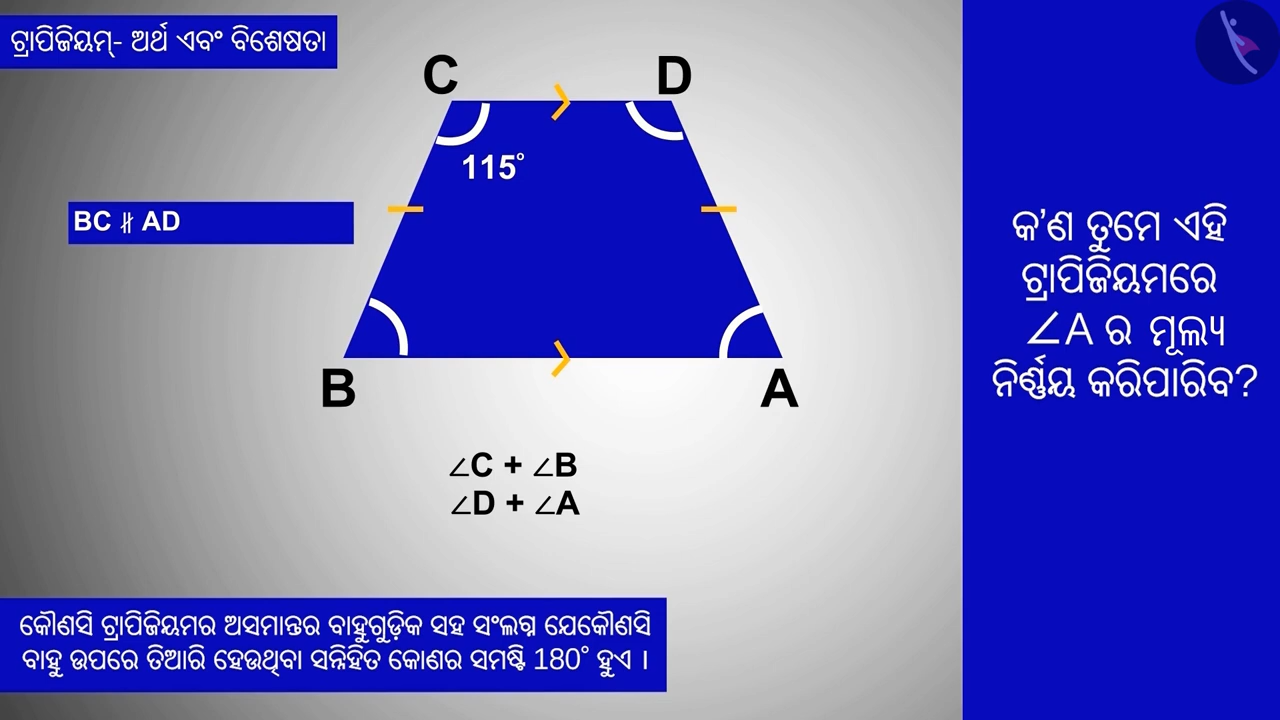 ଟ୍ରାପିଜିୟମ୍- ଅର୍ଥ ଏବଂ ବିଶେଷତା
C
D
115°
BC ∦ AD
B
A
∠C + ∠B
∠D + ∠A
କୌଣସି ଟ୍ରାପିଜିୟମର ଅସମାନ୍ତର ବାହୁଗୁଡ଼ିକ ସହ ସଂଲଗ୍ନ ଯେକୌଣସି
ବାହୁ ଉପରେ ତିଆରି ହେଉଥିବା ସନ୍ନିହିତ କୋଣର ସମଷ୍ଟି 180° ହୁଏ ।
କ'ଣ ତୁମେ ଏହି
ଟ୍ରାପିଜିୟମରେ
∠A ର ମୂଲ୍ୟ
ନିର୍ଣ୍ଣୟ କରିପାରିବ?